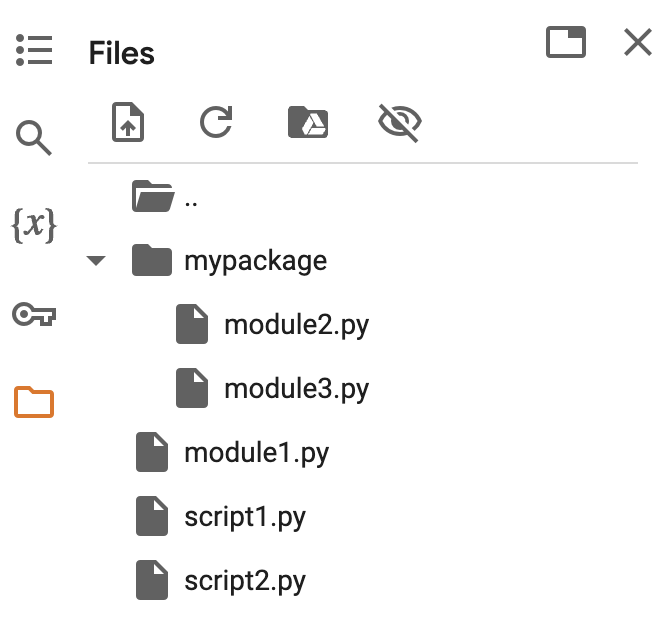 Files
{x}
..
mypackage
module2.py
module3.py
module1.py
script1.py
script2.py